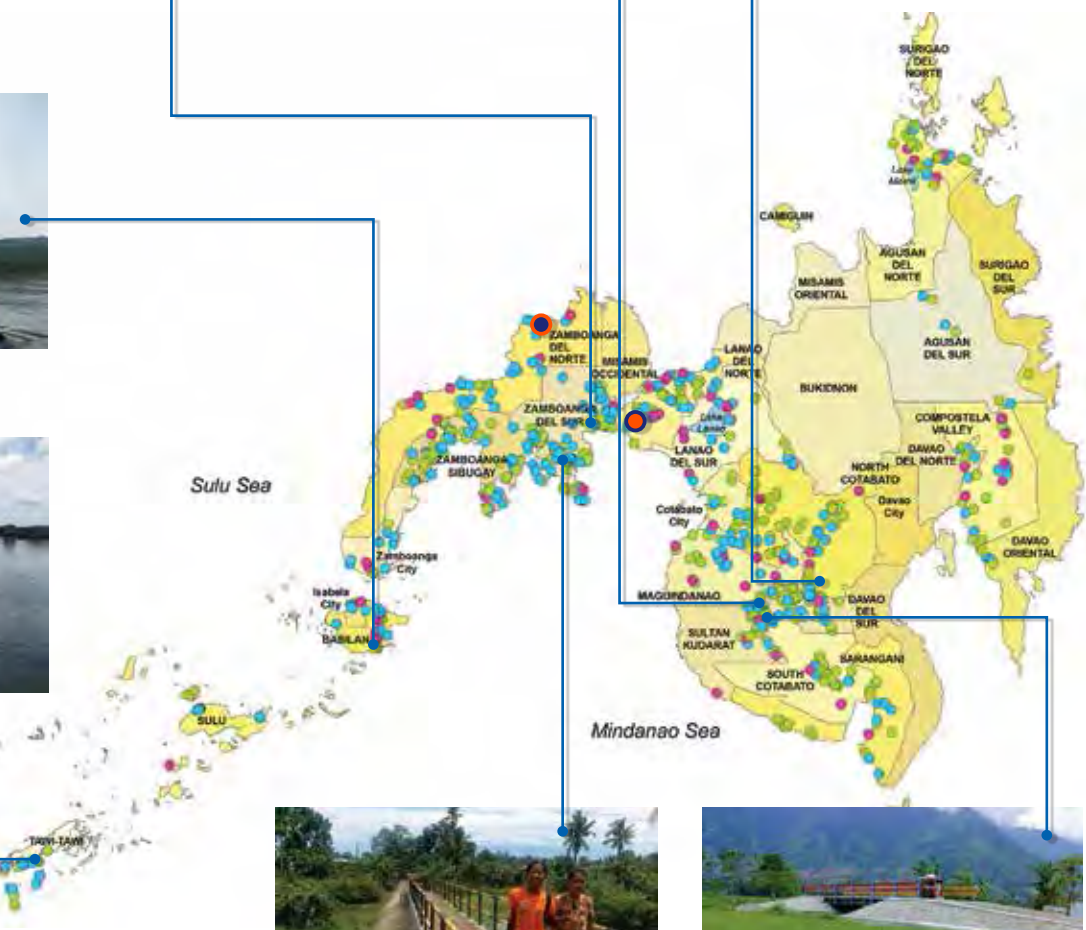 SURIGAO
DEL
NORTE
Lake
Mainit
CAMIGUIN
AGUSAN
DEL
NORTE
SURIGAO
DEL
SUR
MISAMIS
ORIENTAL
AGUSAN
DEL SUR
ZAMBOANGA
DEL
NORTE
MISAMIS
OCCIDENTAL
LANAO
DEL
NORTE
BUKIDNON
ZAMBOANGA
DEL SUR
Lake
Lanao
COMPOSTELA
VALLEY
LANAO
DEL SUR
DAVAO
DEL NORTE
ZAMBOANGA
SIBUGAY
NORTH
COTABATO
Sulu Sea
Davao
City
Cotabato
City
DAVAO
ORIENTAL
Zamboanga
City
Isabela
City
MAGUINDANAO
DAVAO
DEL
SUR
BASILAN
SULTAN
KUDARAT
SARANGANI
SOUTH
COTABATO
SULU
Mindanao Sea
TAWI-TAWI